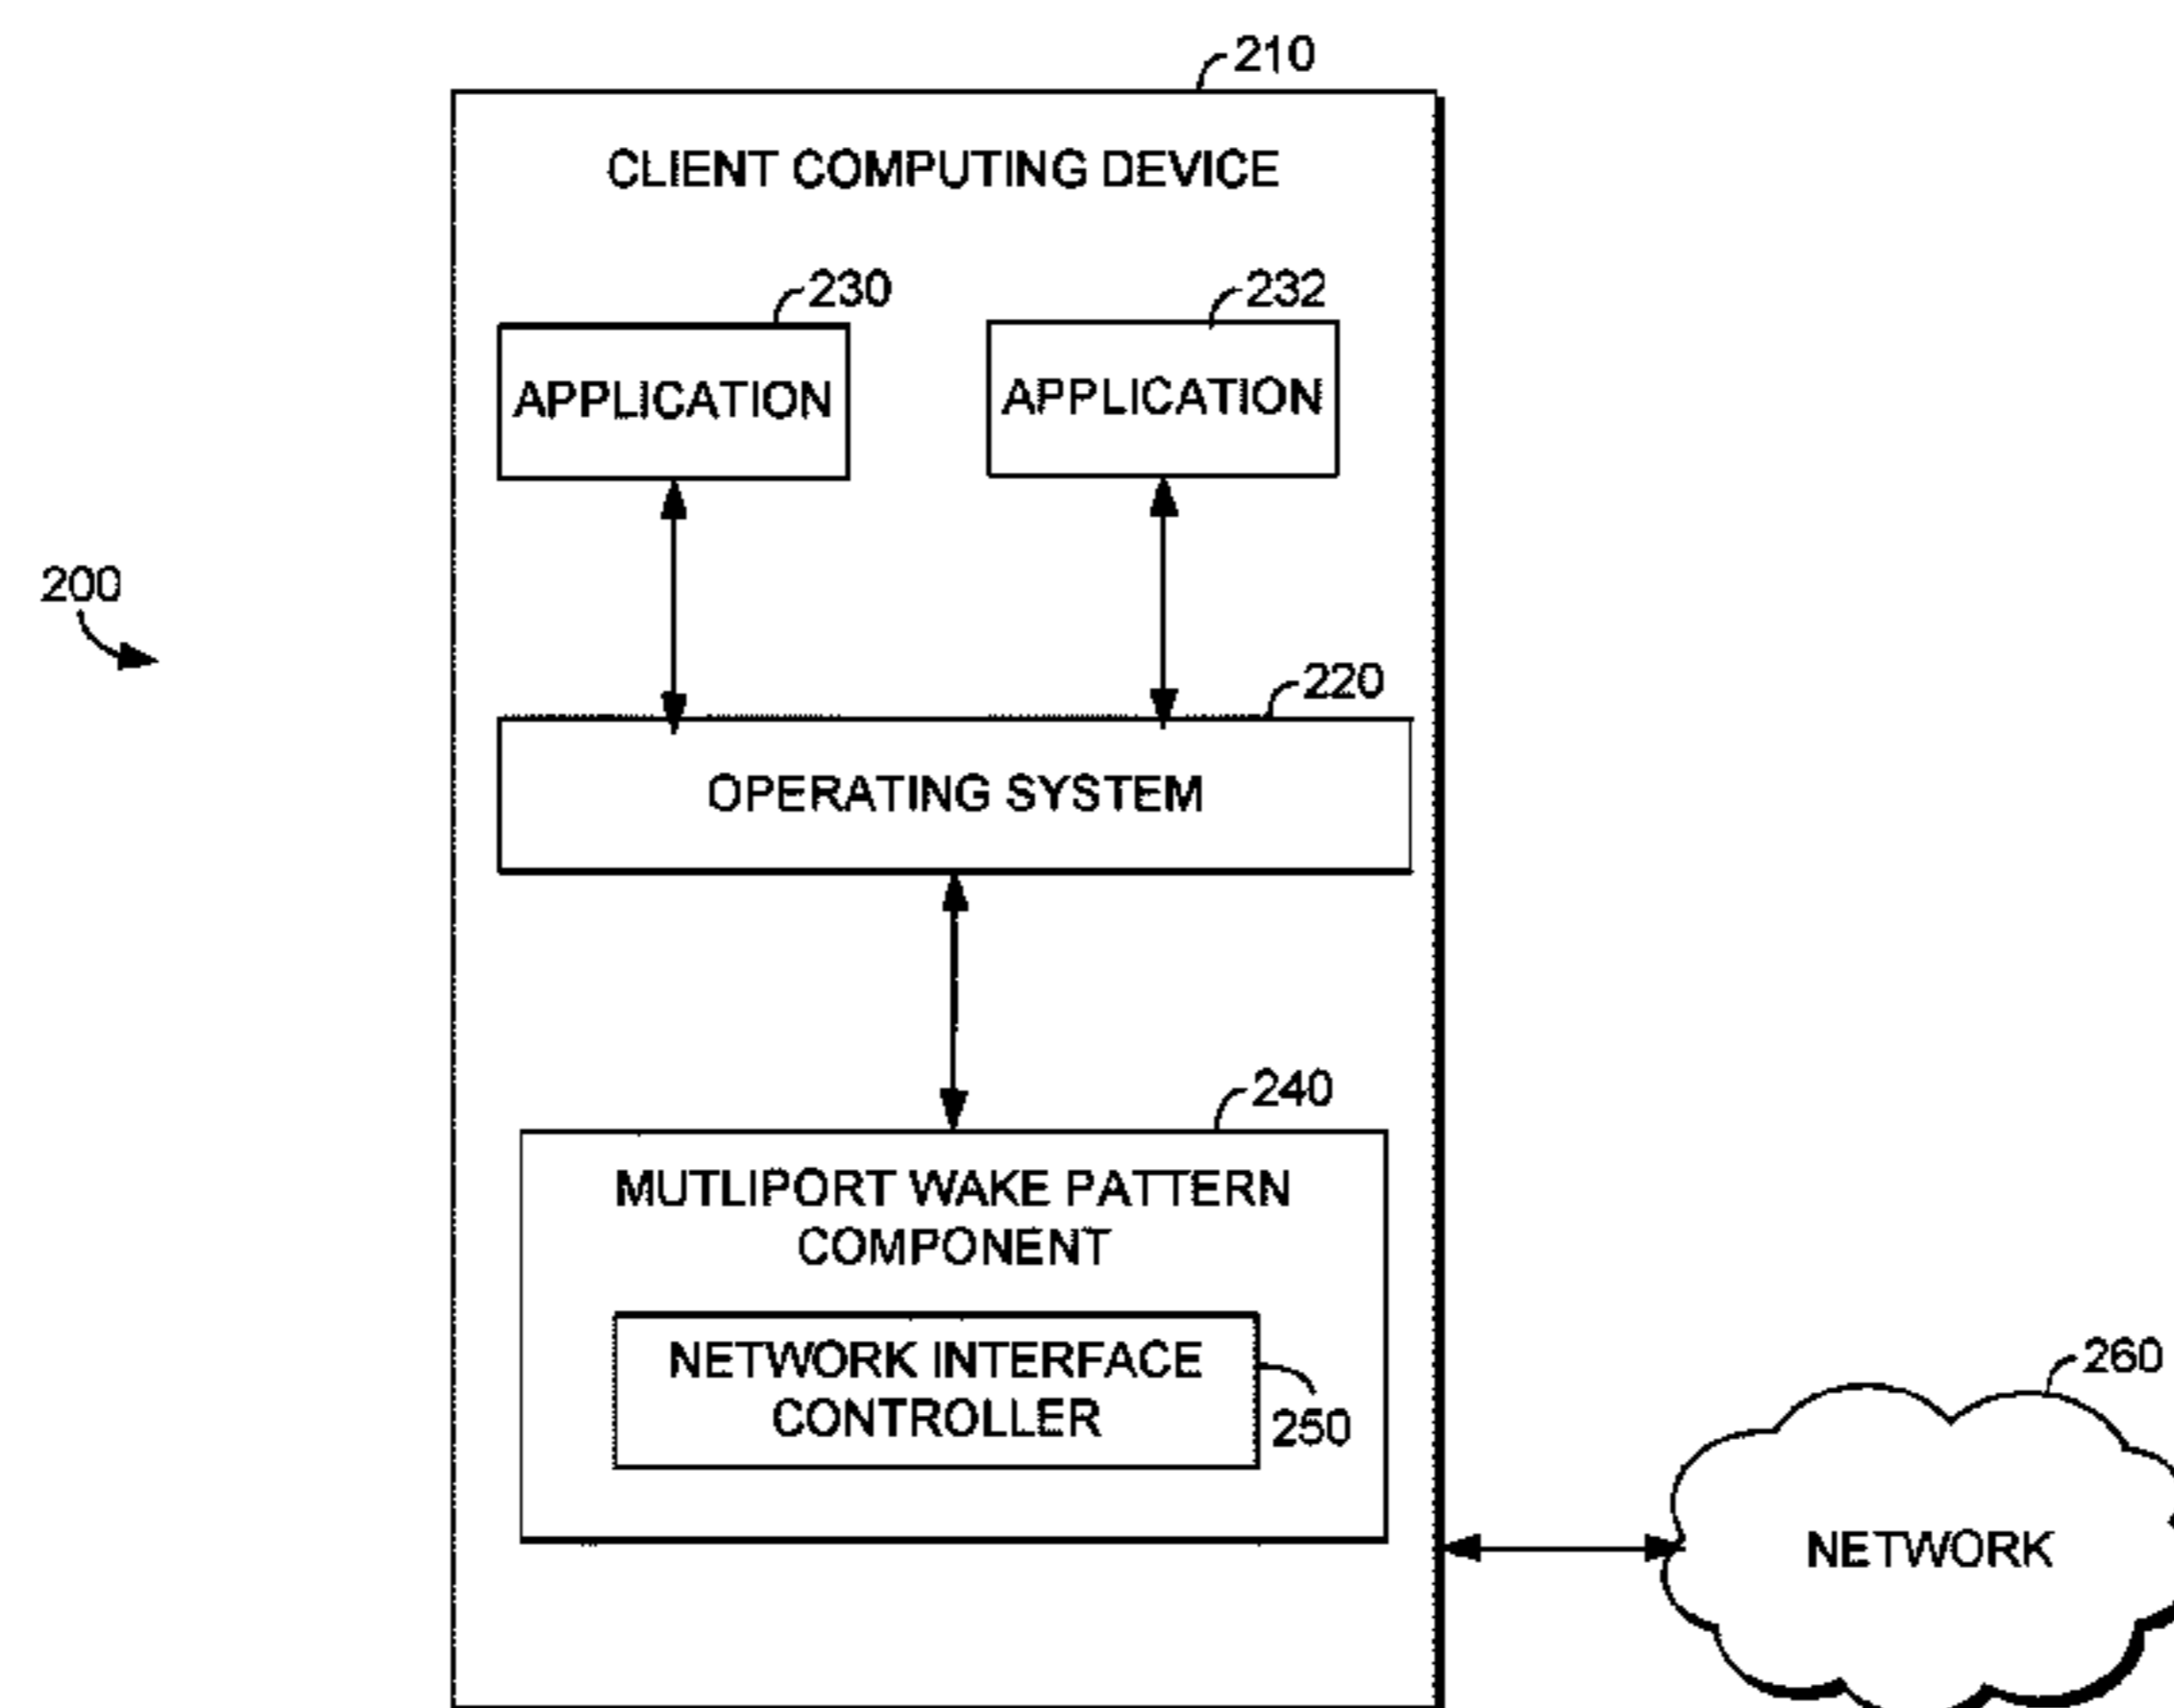 210
CLIENT COMPUTING DEVICE
230
232
APPLICATION
APPLICATION
200
220
OPERATING SYSTEM
240
MUTLIPORT WAKE PATTERN
COMPONENT
NETWORK INTERFACE
CONTROLLER
250
260
NETWORK